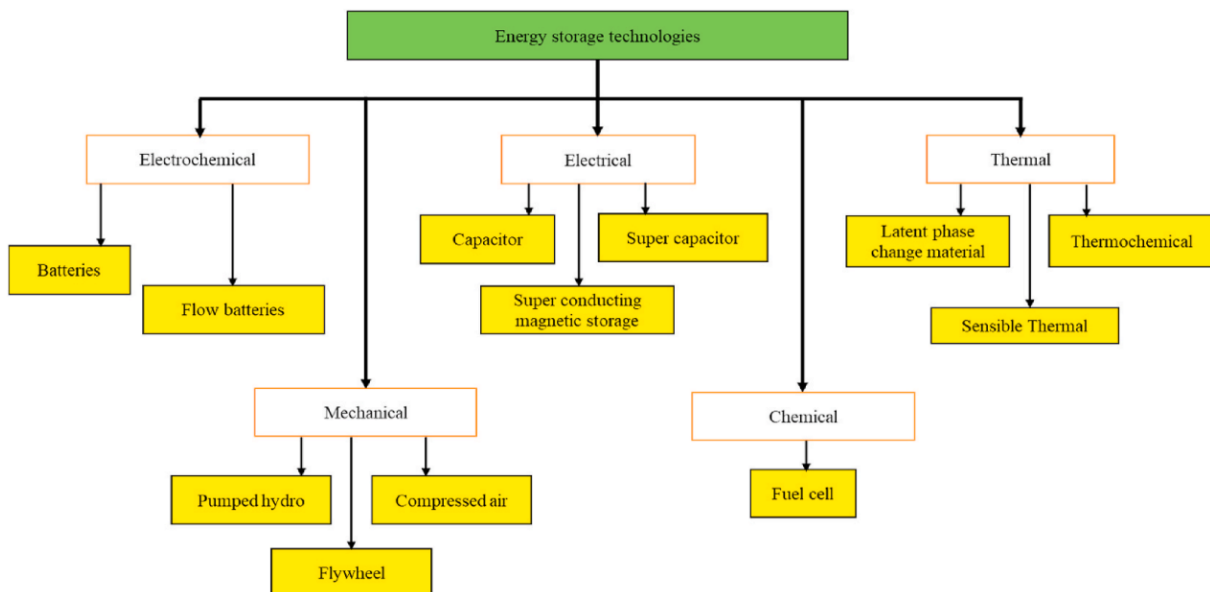 Energy storage technologies
Electrochemical
Electrical
Thermal
Batteries
Flow batteries
Capacitor
Super capacitor
Super conducting
magnetic storage
Latent phase
change material
Thermochemical
Sensible Thermal
Mechanical
Chemical
Pumped hydro
Compressed air
Flywheel
Fuel cell